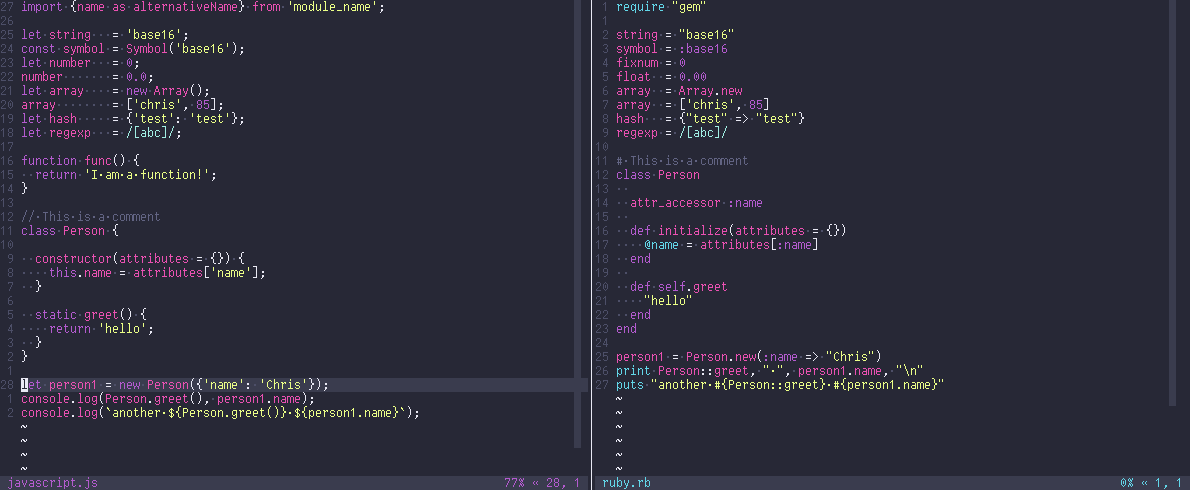 27 import {name as alternativeName} from 'module_name';
26
25 let string   = 'base16';
24 const symbol = Symbol('base16');
23 let number   = 0;
22 number       = 0.0;
21 let array    = new Array();
20 array        = ['chris', 85];
19 let hash     = {'test': 'test'};
18 let regexp   = /[abc]/;
17
16 function func() {
15   return 'I am a function!';
14 }
13
12 // This is a comment
11 class Person {
10
9   constructor(attributes = {}) {
8     this.name = attributes['name'];
7   }
6
5   static greet() {
4     return 'hello';
3   }
2 }
1
28 let person1 = new Person({'name': 'Chris'});
1 console.log(Person.greet(), person1.name);
2 console.log(`another ${Person.greet()} ${person1.name}`);
~
~
~
~
javascript.js 77% « 28, 1
1 require "gem"
1
2 string = "base16"
3 symbol = :base16
4 fixnum = 0
5 float  = 0.00
6 array  = Array.new
7 array  = ['chris', 85]
8 hash   = {"test" => "test"}
9 regexp = /[abc]/
10
11 # This is a comment
12 class Person
13
14   attr_accessor :name
15
16   def initialize(attributes = {})
17     @name = attributes[:name]
18   end
19
20   def self.greet
21     "hello"
22   end
23 end
24
25 person1 = Person.new(:name => "Chris")
26 print Person::greet, " ", person1.name, "\n"
27 puts "another #{Person::greet} #{person1.name}"
~
~
~
~
~
~
ruby.rb 0% « 1, 1